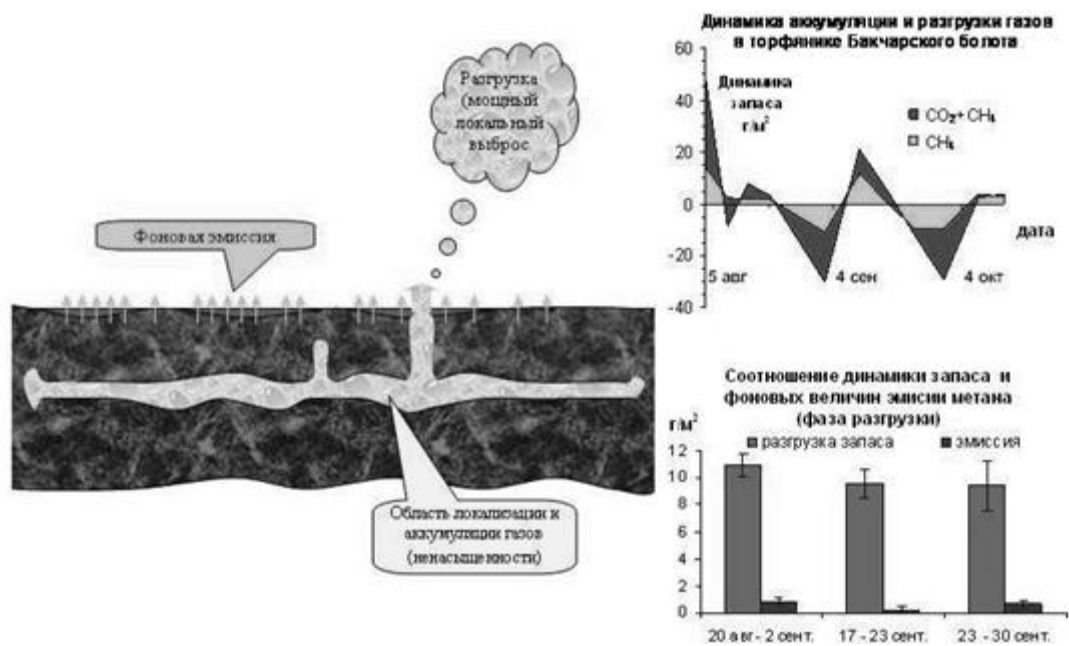 Разгрузка
(мощный
локальный
выброс
Фоновая эмиссия
Область локализации и
аккумуляции газов
(ненасыщенности)
Динамика аккумуляции и разгрузки газов
в торфянике Бакчарского болота
Динамика
запаса
г/м²
60
40
20
0
-20
-40
CO₂+CH₄
CH₄
дата
5 авг
4 сен
4 окт
Соотношение динамики запаса и
фоновых величин эмисии метана
(фаза разгрузки)
г/м²
разгрузка запаса
эмиссия
12
10
8
6
4
2
0
20 авг- 2 сент.
17 - 23 сент.
23 - 30 сент.